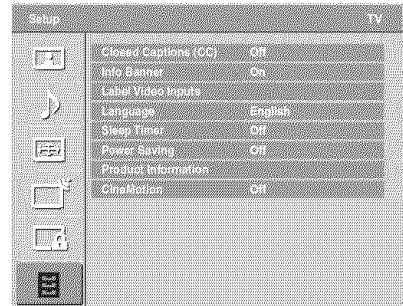 Setup TV
Closed Captions (CC) Off
Info Banner On
Label Video Inputs
Language English
Sleep Timer Off
Power Saving Off
Product Information
CineMotion Off